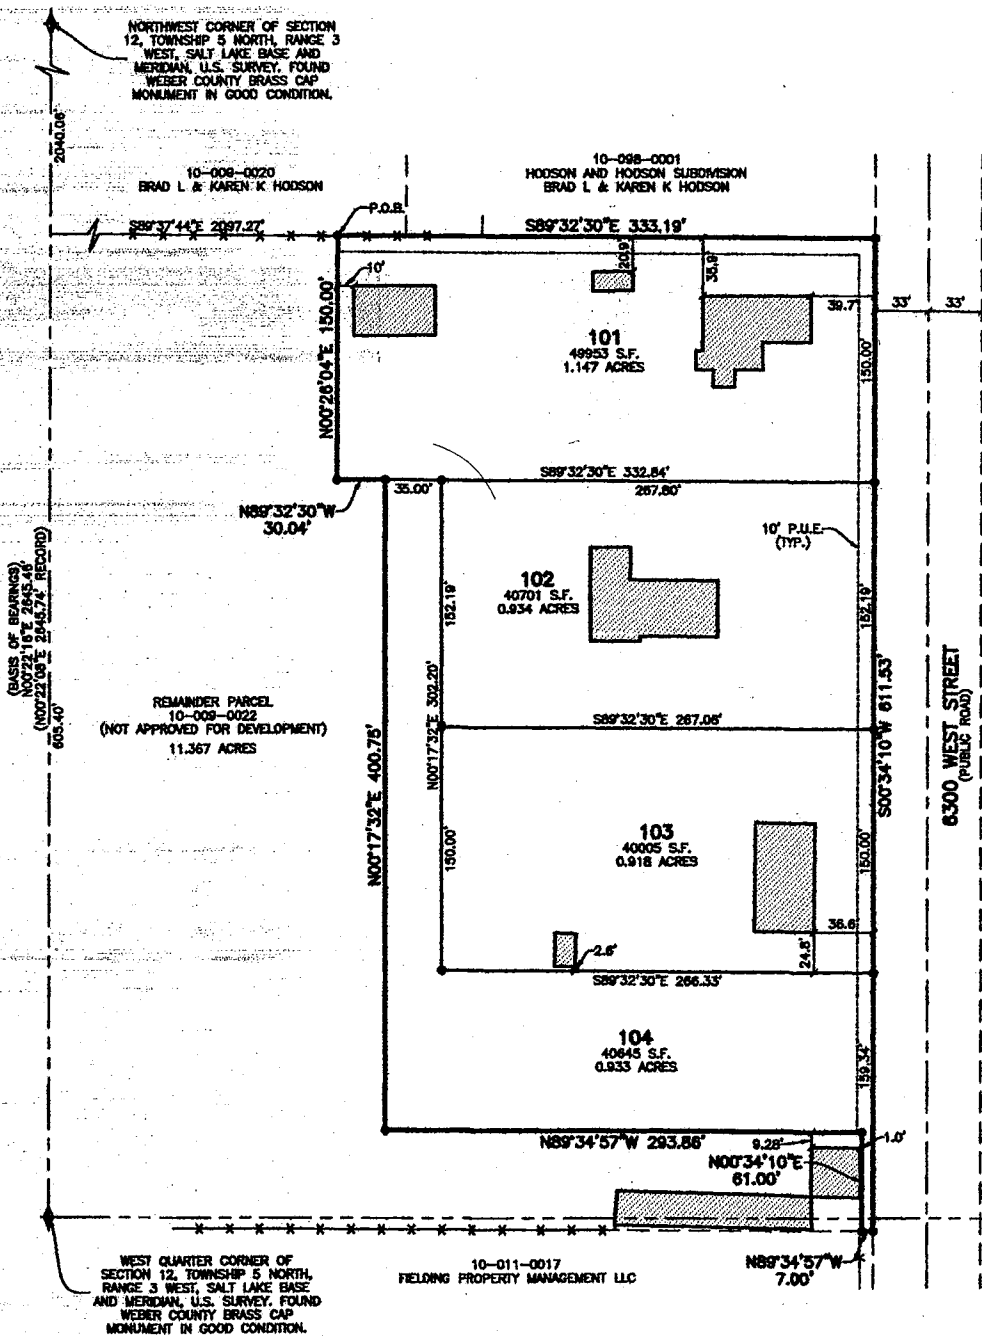 NORTHWEST CORNER OF SECTION
12, TOWNSHIP 5 NORTH, RANGE 3
WEST, SALT LAKE BASE AND
MERIDIAN, U.S. SURVEY. FOUND
WEBER COUNTY BRASS CAP
MONUMENT IN GOOD CONDITION.
2040.06'
10-009-0020
BRAD L & KAREN K HODSON
10-098-0001
HODSON AND HODSON SUBDIVISION
BRAD L & KAREN K HODSON
P.O.B.
S89°37'44"E 2097.27'
S89°32'30"E 333.19'
10'
20.9'
35.9'
39.7'
33'
33'
N00°26'04"E 150.00'
101
49953 S.F.
1.147 ACRES
150.00'
S89°32'30"E 332.84'
35.00'
267.80'
N89°32'30"W
30.04'
10' P.U.E.
(TYP.)
102
40701 S.F.
0.934 ACRES
152.19'
152.19'
(BASIS OF BEARINGS)
N00°22'16"E 2645.46'
(N00°22'08"E 2645.74' RECORD)
605.40'
REMAINDER PARCEL
10-009-0022
(NOT APPROVED FOR DEVELOPMENT)
11.367 ACRES
N00°17'32"E 302.20'
S89°32'30"E 267.06'
S00°34'10"W 611.53'
6300 WEST STREET
(PUBLIC ROAD)
N00°17'32"E 400.75'
103
40005 S.F.
0.918 ACRES
150.00'
150.00'
36.6'
2.6'
24.8'
S89°32'30"E 266.33'
104
40645 S.F.
0.933 ACRES
159.34'
N89°34'57"W 293.86'
9.28'
1.0'
N00°34'10"E
61.00'
N89°34'57"W
7.00'
WEST QUARTER CORNER OF
SECTION 12, TOWNSHIP 5 NORTH,
RANGE 3 WEST, SALT LAKE BASE
AND MERIDIAN, U.S. SURVEY. FOUND
WEBER COUNTY BRASS CAP
MONUMENT IN GOOD CONDITION.
10-011-0017
FIELDING PROPERTY MANAGEMENT LLC